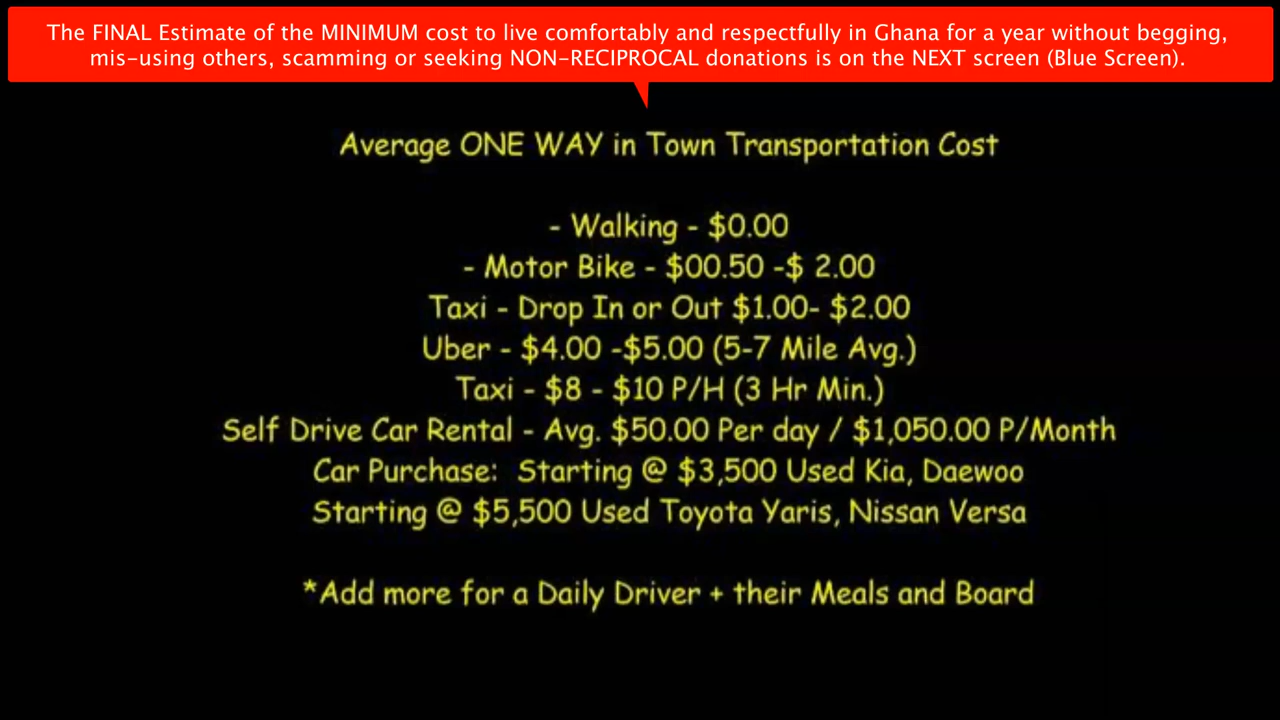 The FINAL Estimate of the MINIMUM cost to live comfortably and respectfully in Ghana for a year without begging,
mis-using others, scamming or seeking NON-RECIPROCAL donations is on the NEXT screen (Blue Screen).
Average ONE WAY in Town Transportation Cost
- Walking - $0.00
- Motor Bike - $00.50 -$ 2.00
Taxi - Drop In or Out $1.00- $2.00
Uber - $4.00 -$5.00 (5-7 Mile Avg.)
Taxi - $8 - $10 P/H (3 Hr Min.)
Self Drive Car Rental - Avg. $50.00 Per day / $1,050.00 P/Month
Car Purchase:  Starting @ $3,500 Used Kia, Daewoo
Starting @ $5,500 Used Toyota Yaris, Nissan Versa
*Add more for a Daily Driver + their Meals and Board